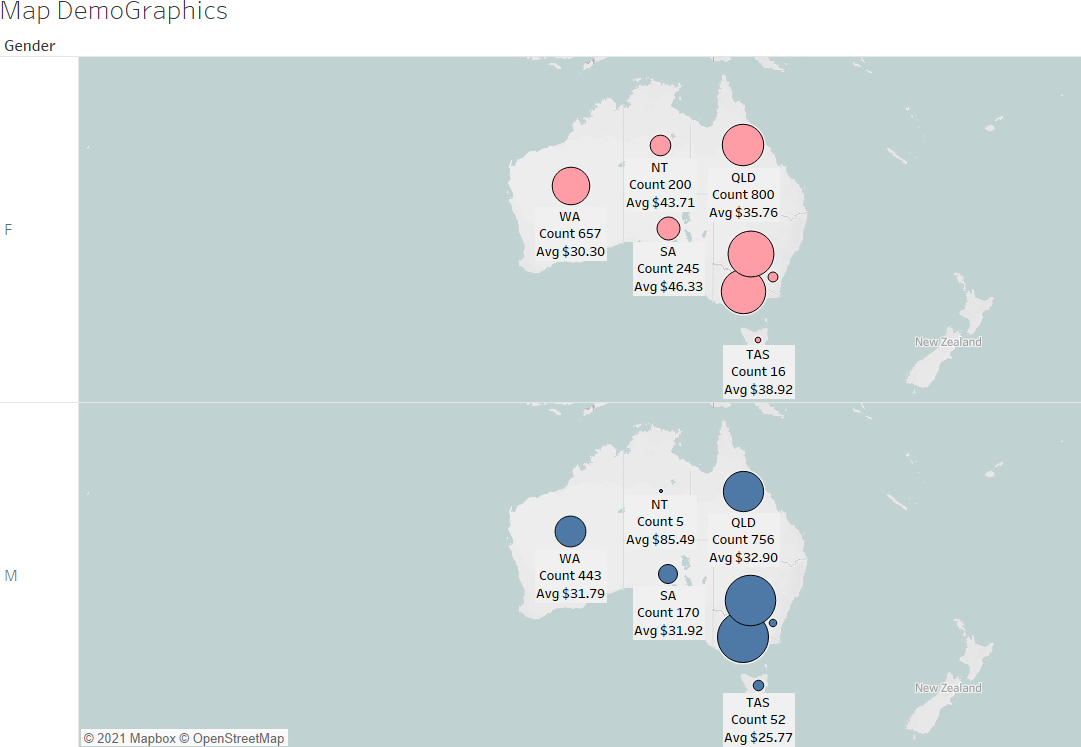 Map DemoGraphics
Gender
F
NT
Count 200
Avg $43.71
QLD
Count 800
Avg $35.76
WA
Count 657
Avg $30.30
SA
Count 245
Avg $46.33
New Zealand
TAS
Count 16
Avg $38.92
M
NT
Count 5
Avg $85.49
QLD
Count 756
Avg $32.90
WA
Count 443
Avg $31.79
SA
Count 170
Avg $31.92
New Zealand
TAS
Count 52
Avg $25.77
© 2021 Mapbox © OpenStreetMap